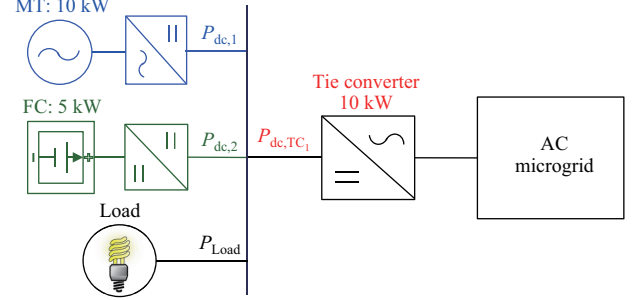 MT: 10 kW
P_dc,1
Tie converter
10 kW
FC: 5 kW
P_dc,2
P_dc,TC_1
AC
microgrid
Load
P_Load